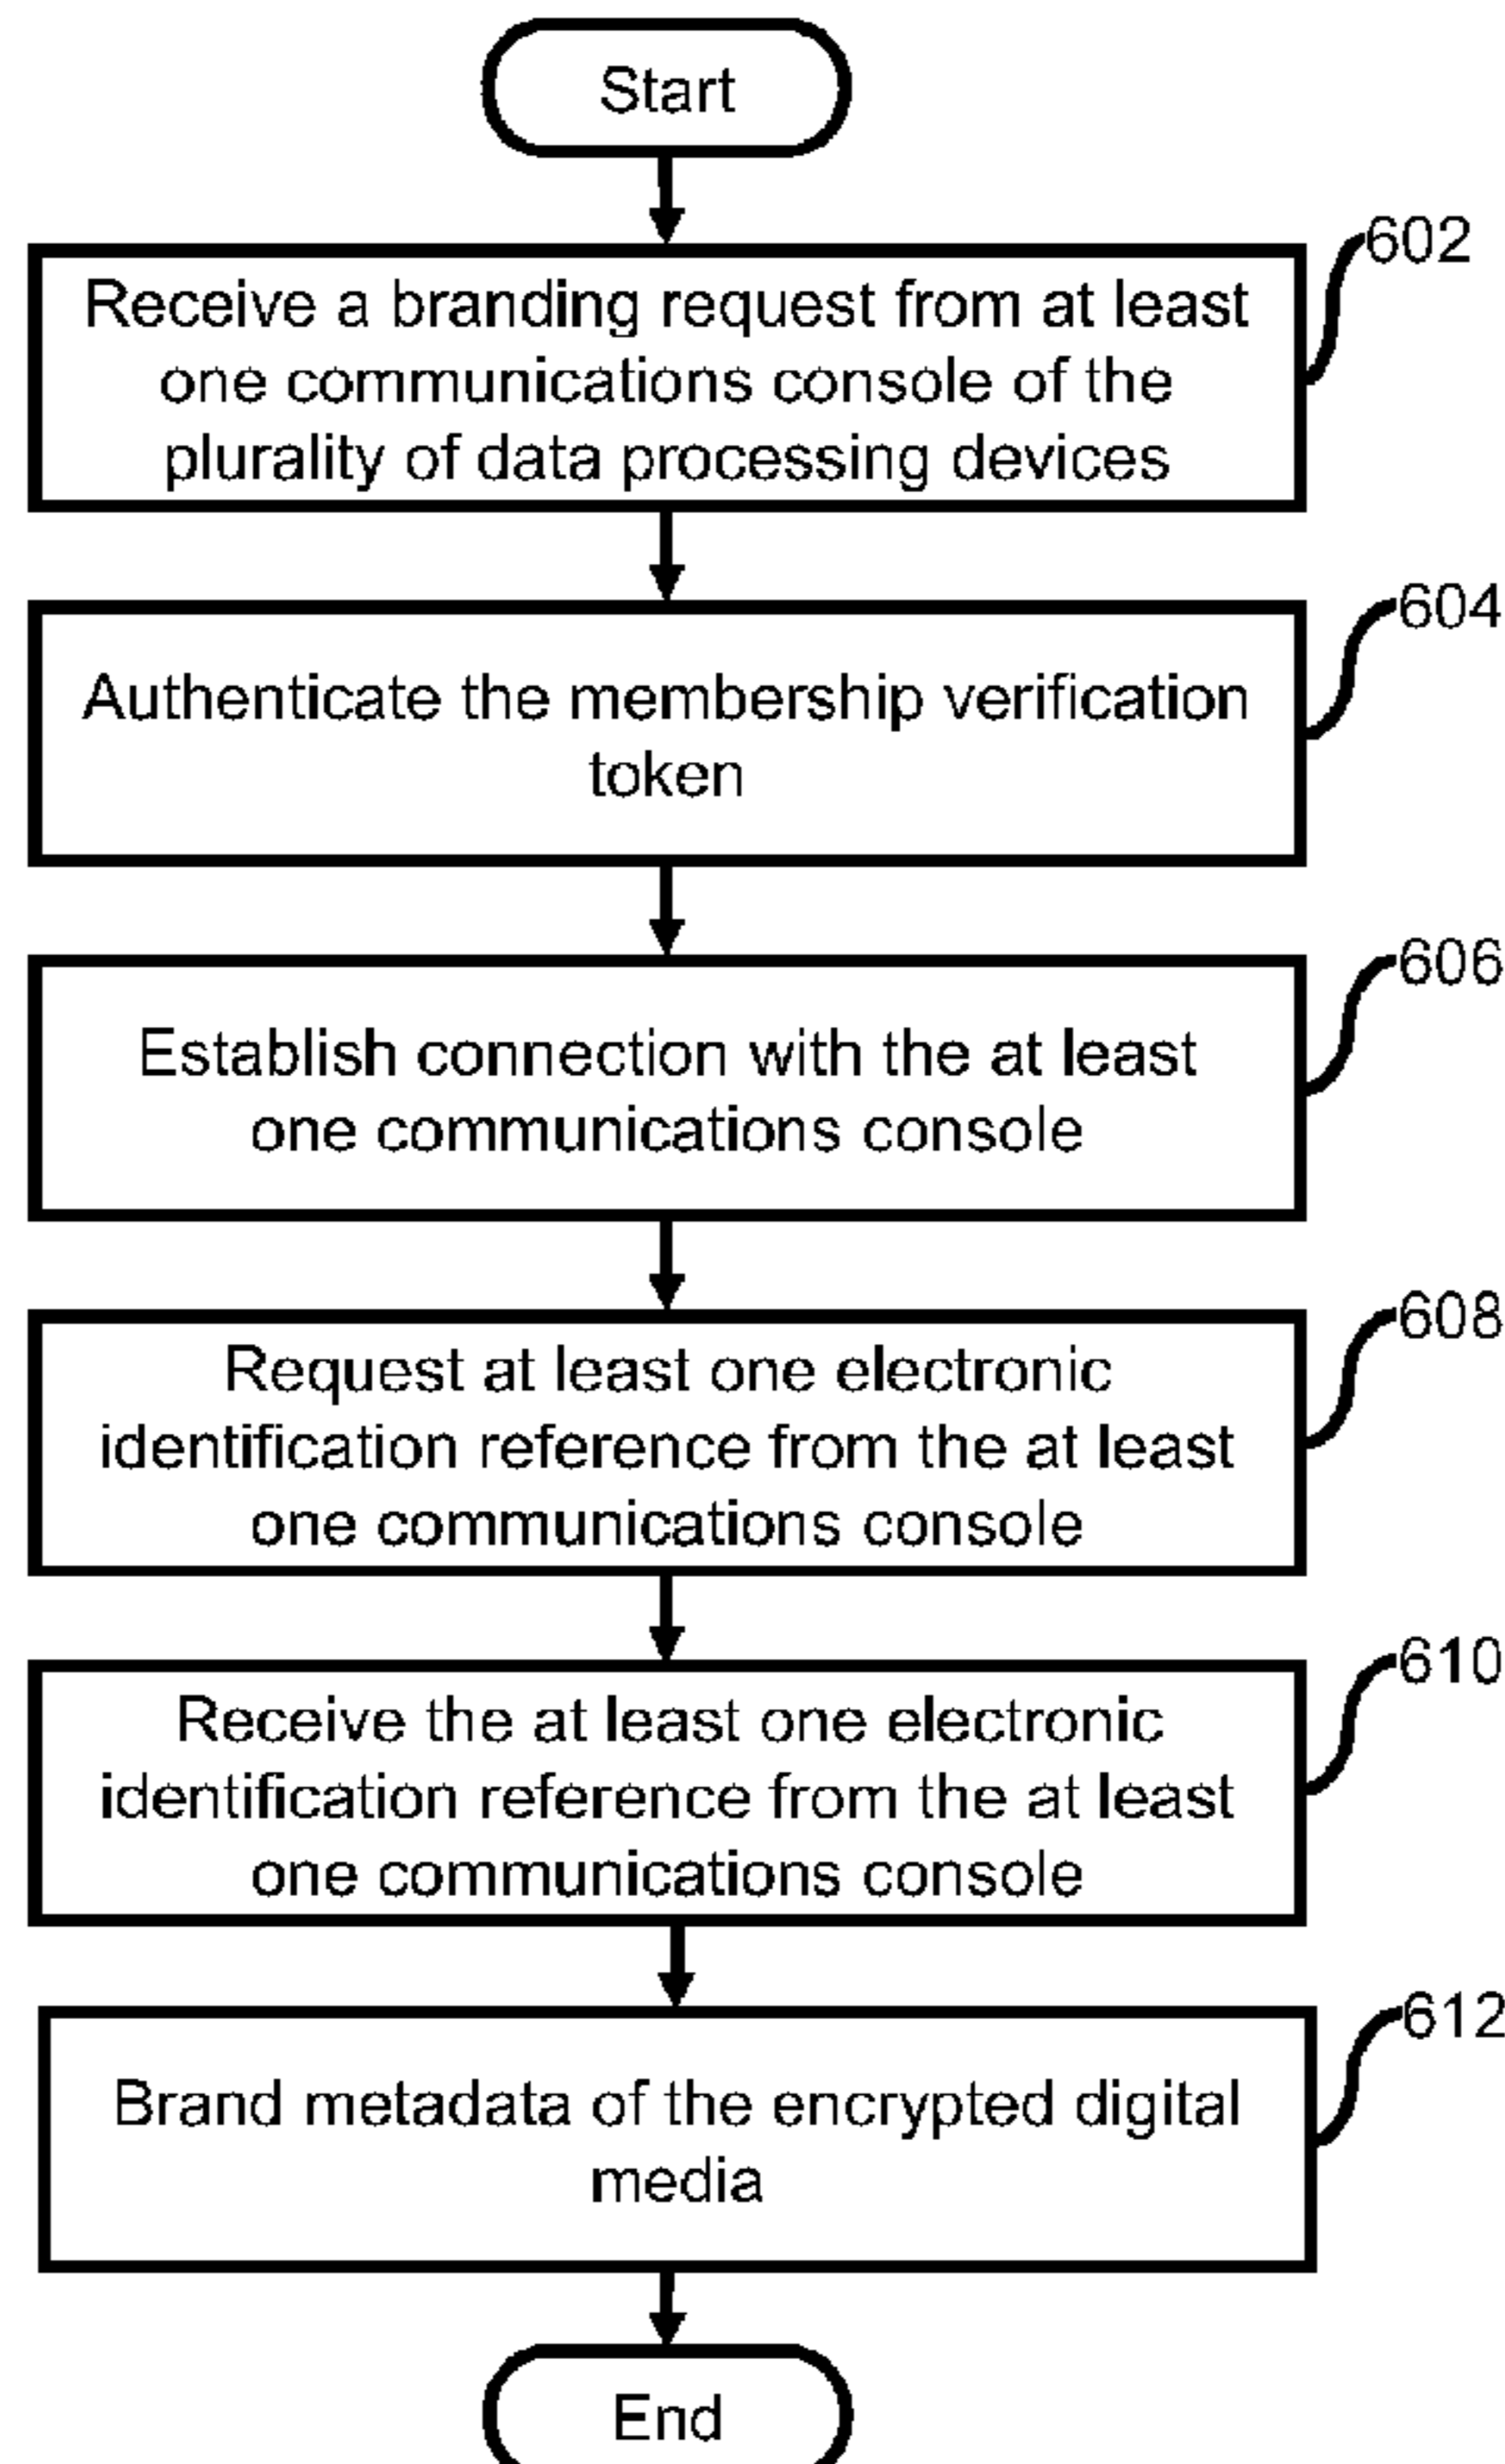 Start
602
Receive a branding request from at least
one communications console of the
plurality of data processing devices
604
Authenticate the membership verification
token
606
Establish connection with the at least
one communications console
608
Request at least one electronic
identification reference from the at least
one communications console
610
Receive the at least one electronic
identification reference from the at least
one communications console
612
Brand metadata of the encrypted digital
media
End